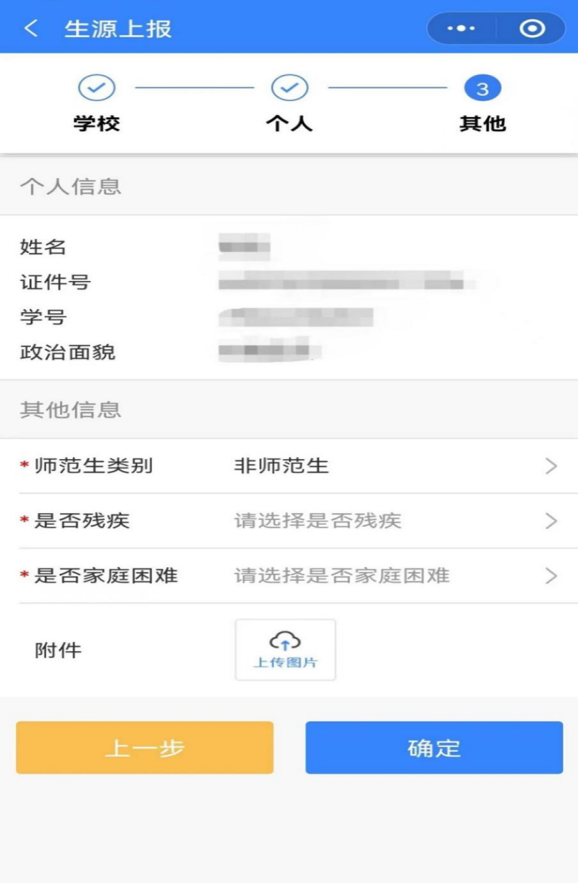 生源上报
3
学校 个人 其他
个人信息
姓名
证件号
学号
政治面貌
其他信息
*师范生类别 非师范生
*是否残疾 请选择是否残疾
*是否家庭困难 请选择是否家庭困难
附件 上传图片
上一步 确定